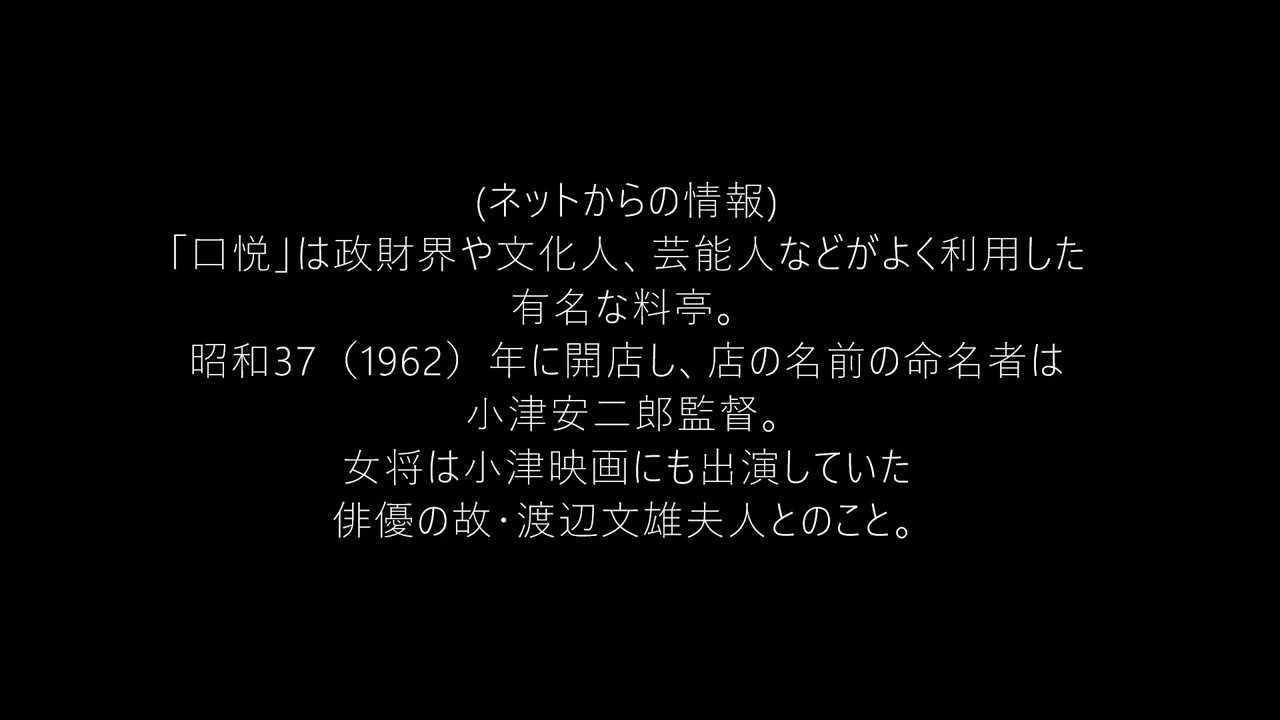 (ネットからの情報)
「口悦」は政財界や文化人、芸能人などがよく利用した
有名な料亭。
昭和37（1962）年に開店し、店の名前の命名者は
小津安二郎監督。
女将は小津映画にも出演していた
俳優の故・渡辺文雄夫人とのこと。